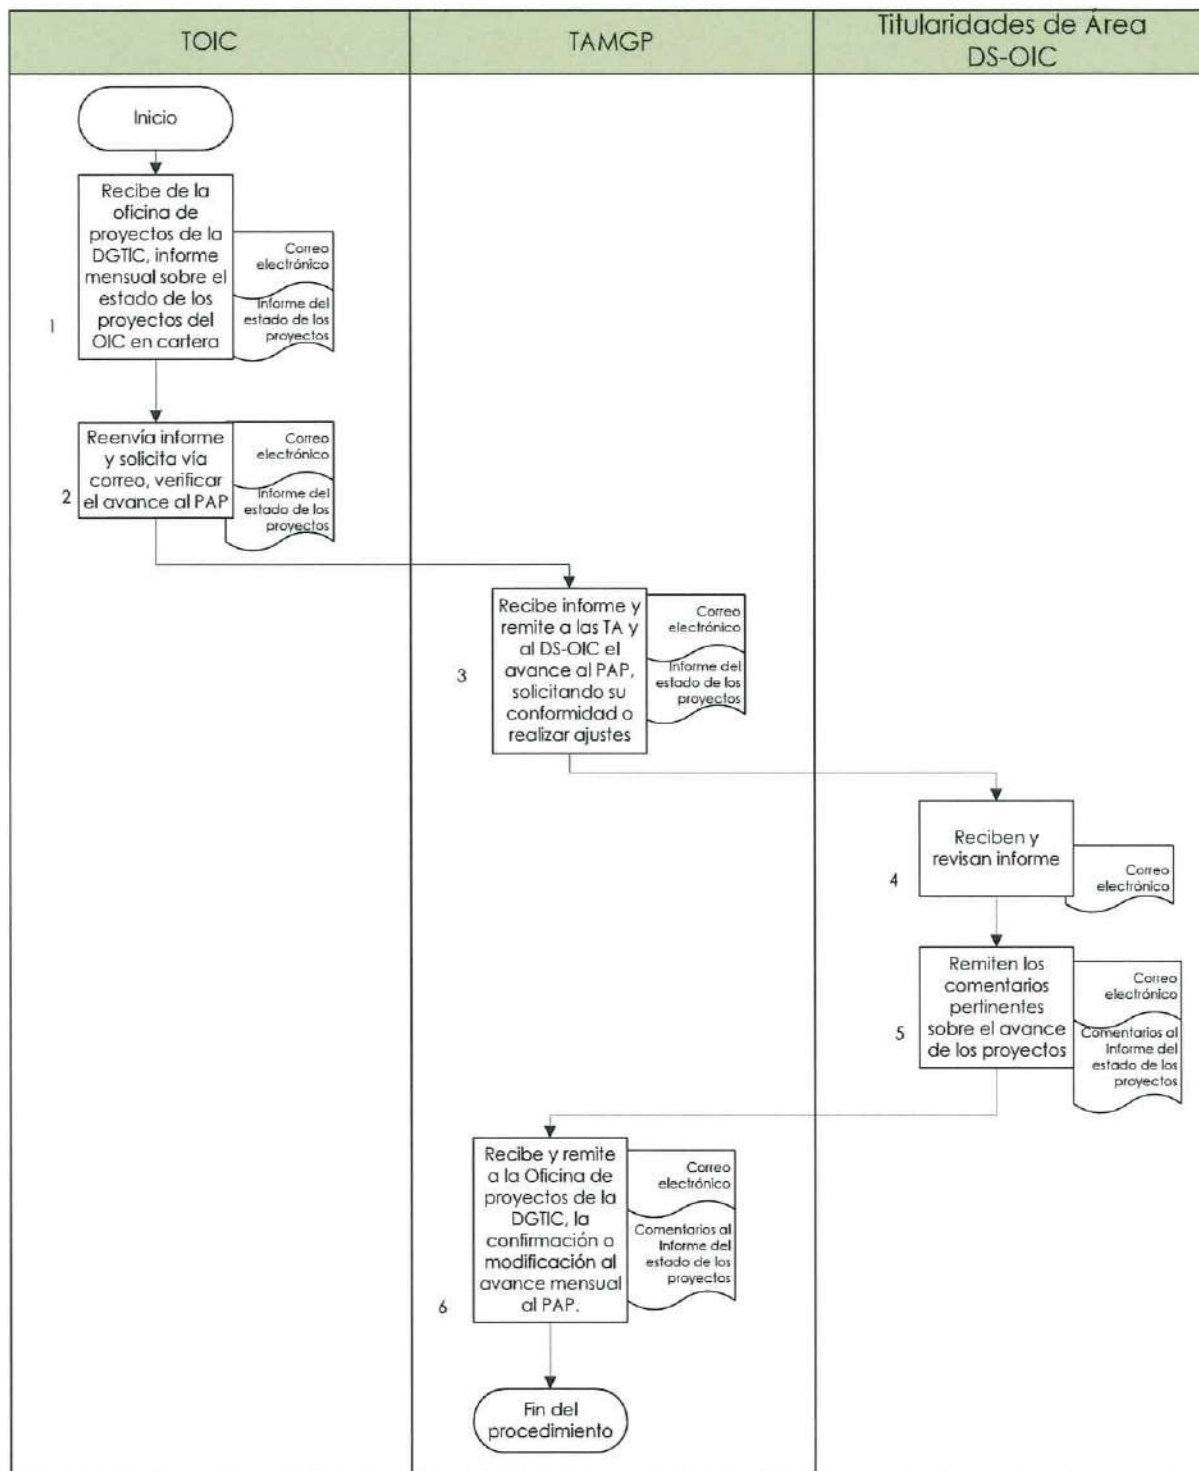 TOIC
TAMGP
Titularidades de Área
DS-OIC
Inicio
Recibe de la
oficina de
proyectos de la
DGTIC, informe
mensual sobre el
estado de los
proyectos del
OIC en cartera
Correo
electrónico
Informe del
estado de los
proyectos
1
Reenvía informe
y solicita vía
correo, verificar
el avance al PAP
Correo
electrónico
Informe del
estado de los
proyectos
2
Recibe informe y
remite a las TA y
al DS-OIC el
avance al PAP,
solicitando su
conformidad o
realizar ajustes
Correo
electrónico
Informe del
estado de los
proyectos
3
Reciben y
revisan informe
Correo
electrónico
4
Remiten los
comentarios
pertinentes
sobre el avance
de los proyectos
Correo
electrónico
Comentarios al
Informe del
estado de los
proyectos
5
Recibe y remite
a la Oficina de
proyectos de la
DGTIC, la
confirmación o
modificación al
avance mensual
al PAP.
Correo
electrónico
Comentarios al
Informe del
estado de los
proyectos
6
Fin del
procedimiento